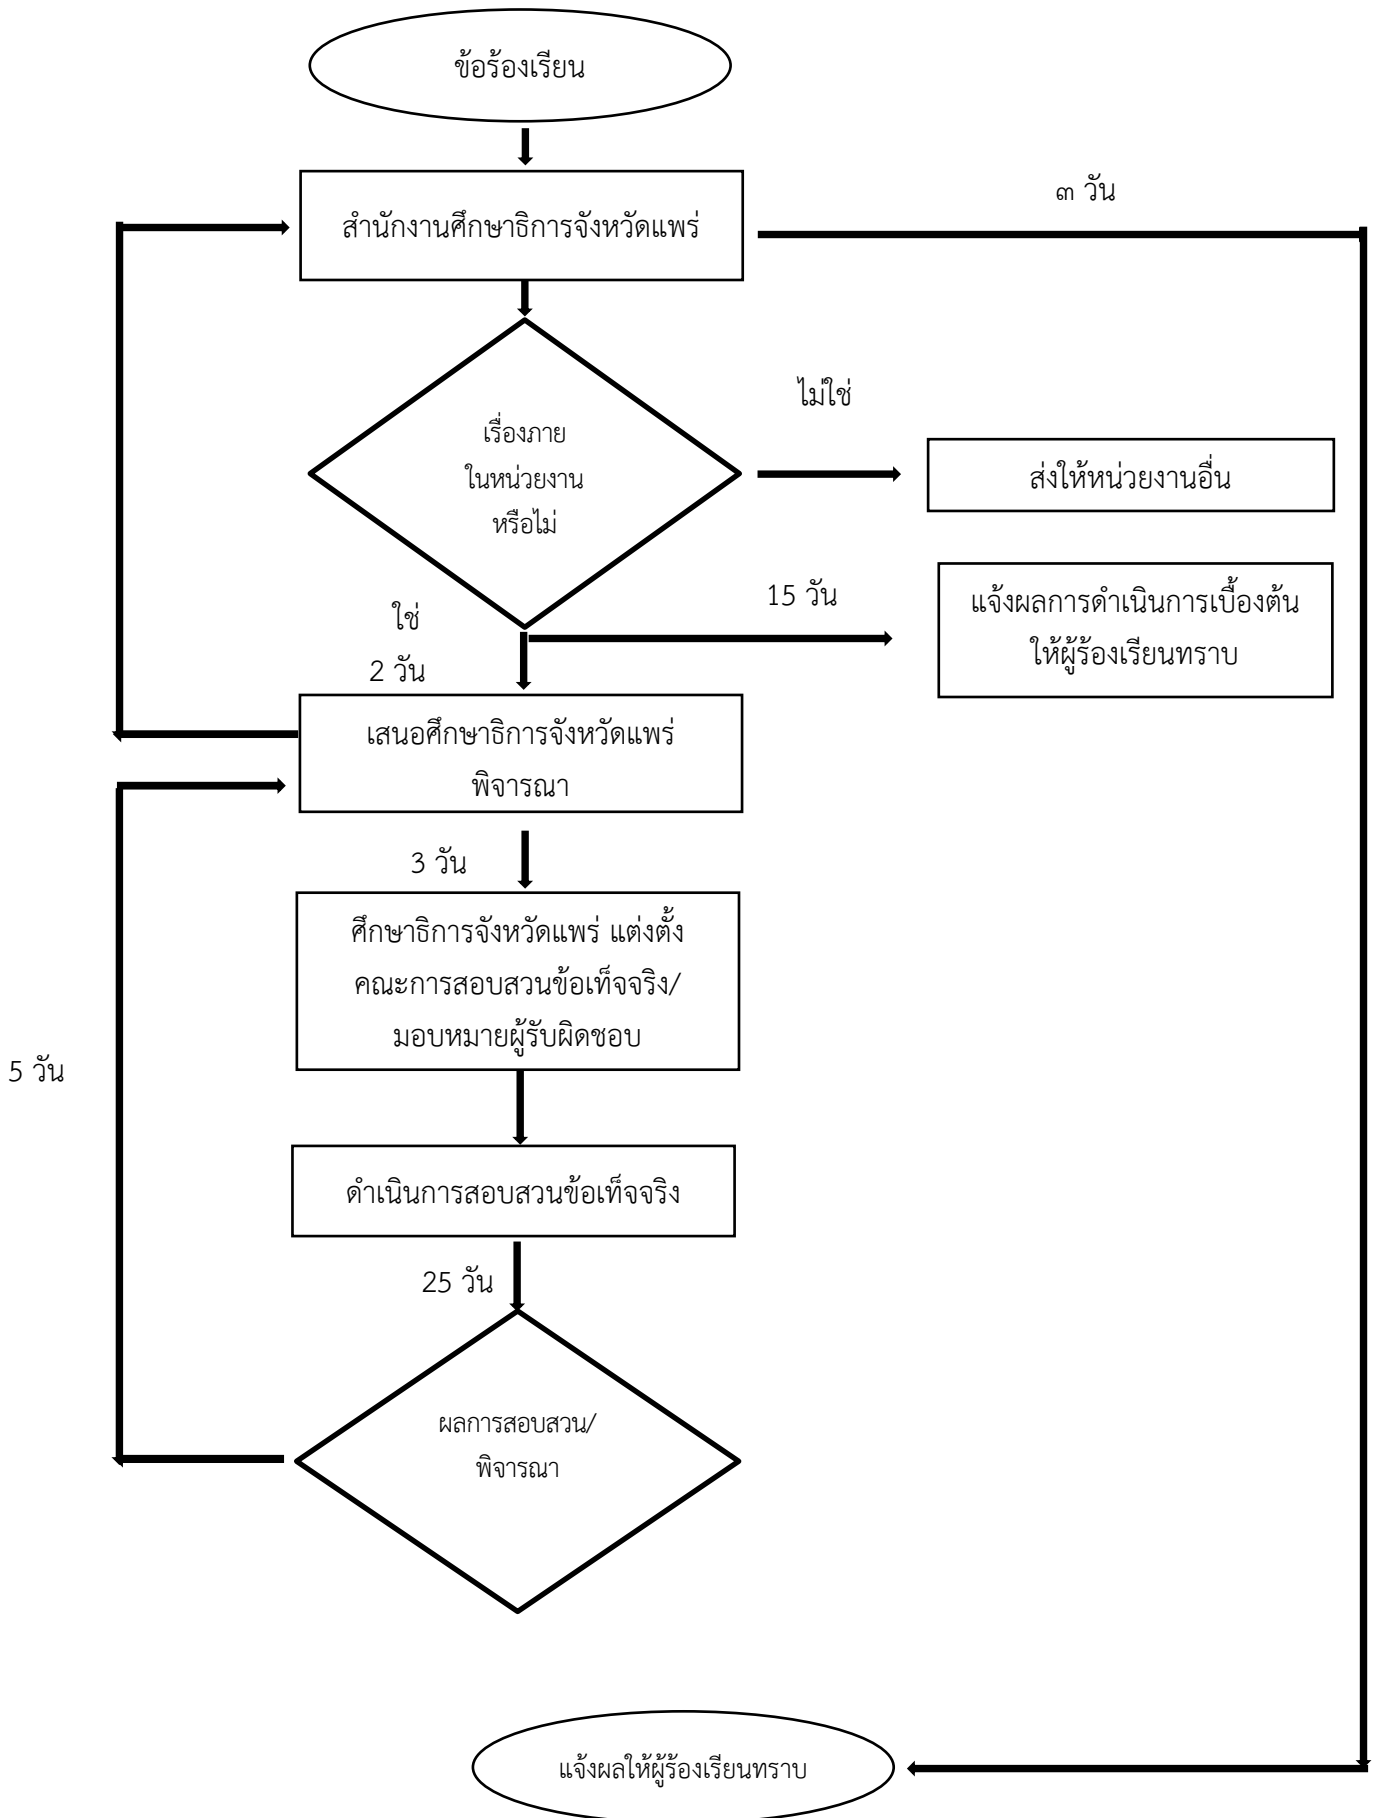 ข้อร้องเรียน
๓ วัน
สำนักงานศึกษาธิการจังหวัดแพร่
ไม่ใช่
เรื่องภาย
ในหน่วยงาน
หรือไม่
ส่งให้หน่วยงานอื่น
15 วัน
แจ้งผลการดำเนินการเบื้องต้น
ให้ผู้ร้องเรียนทราบ
ใช่
2 วัน
เสนอศึกษาธิการจังหวัดแพร่
พิจารณา
3 วัน
ศึกษาธิการจังหวัดแพร่ แต่งตั้ง
คณะการสอบสวนข้อเท็จจริง/
มอบหมายผู้รับผิดชอบ
5 วัน
ดำเนินการสอบสวนข้อเท็จจริง
25 วัน
ผลการสอบสวน/
พิจารณา
แจ้งผลให้ผู้ร้องเรียนทราบ